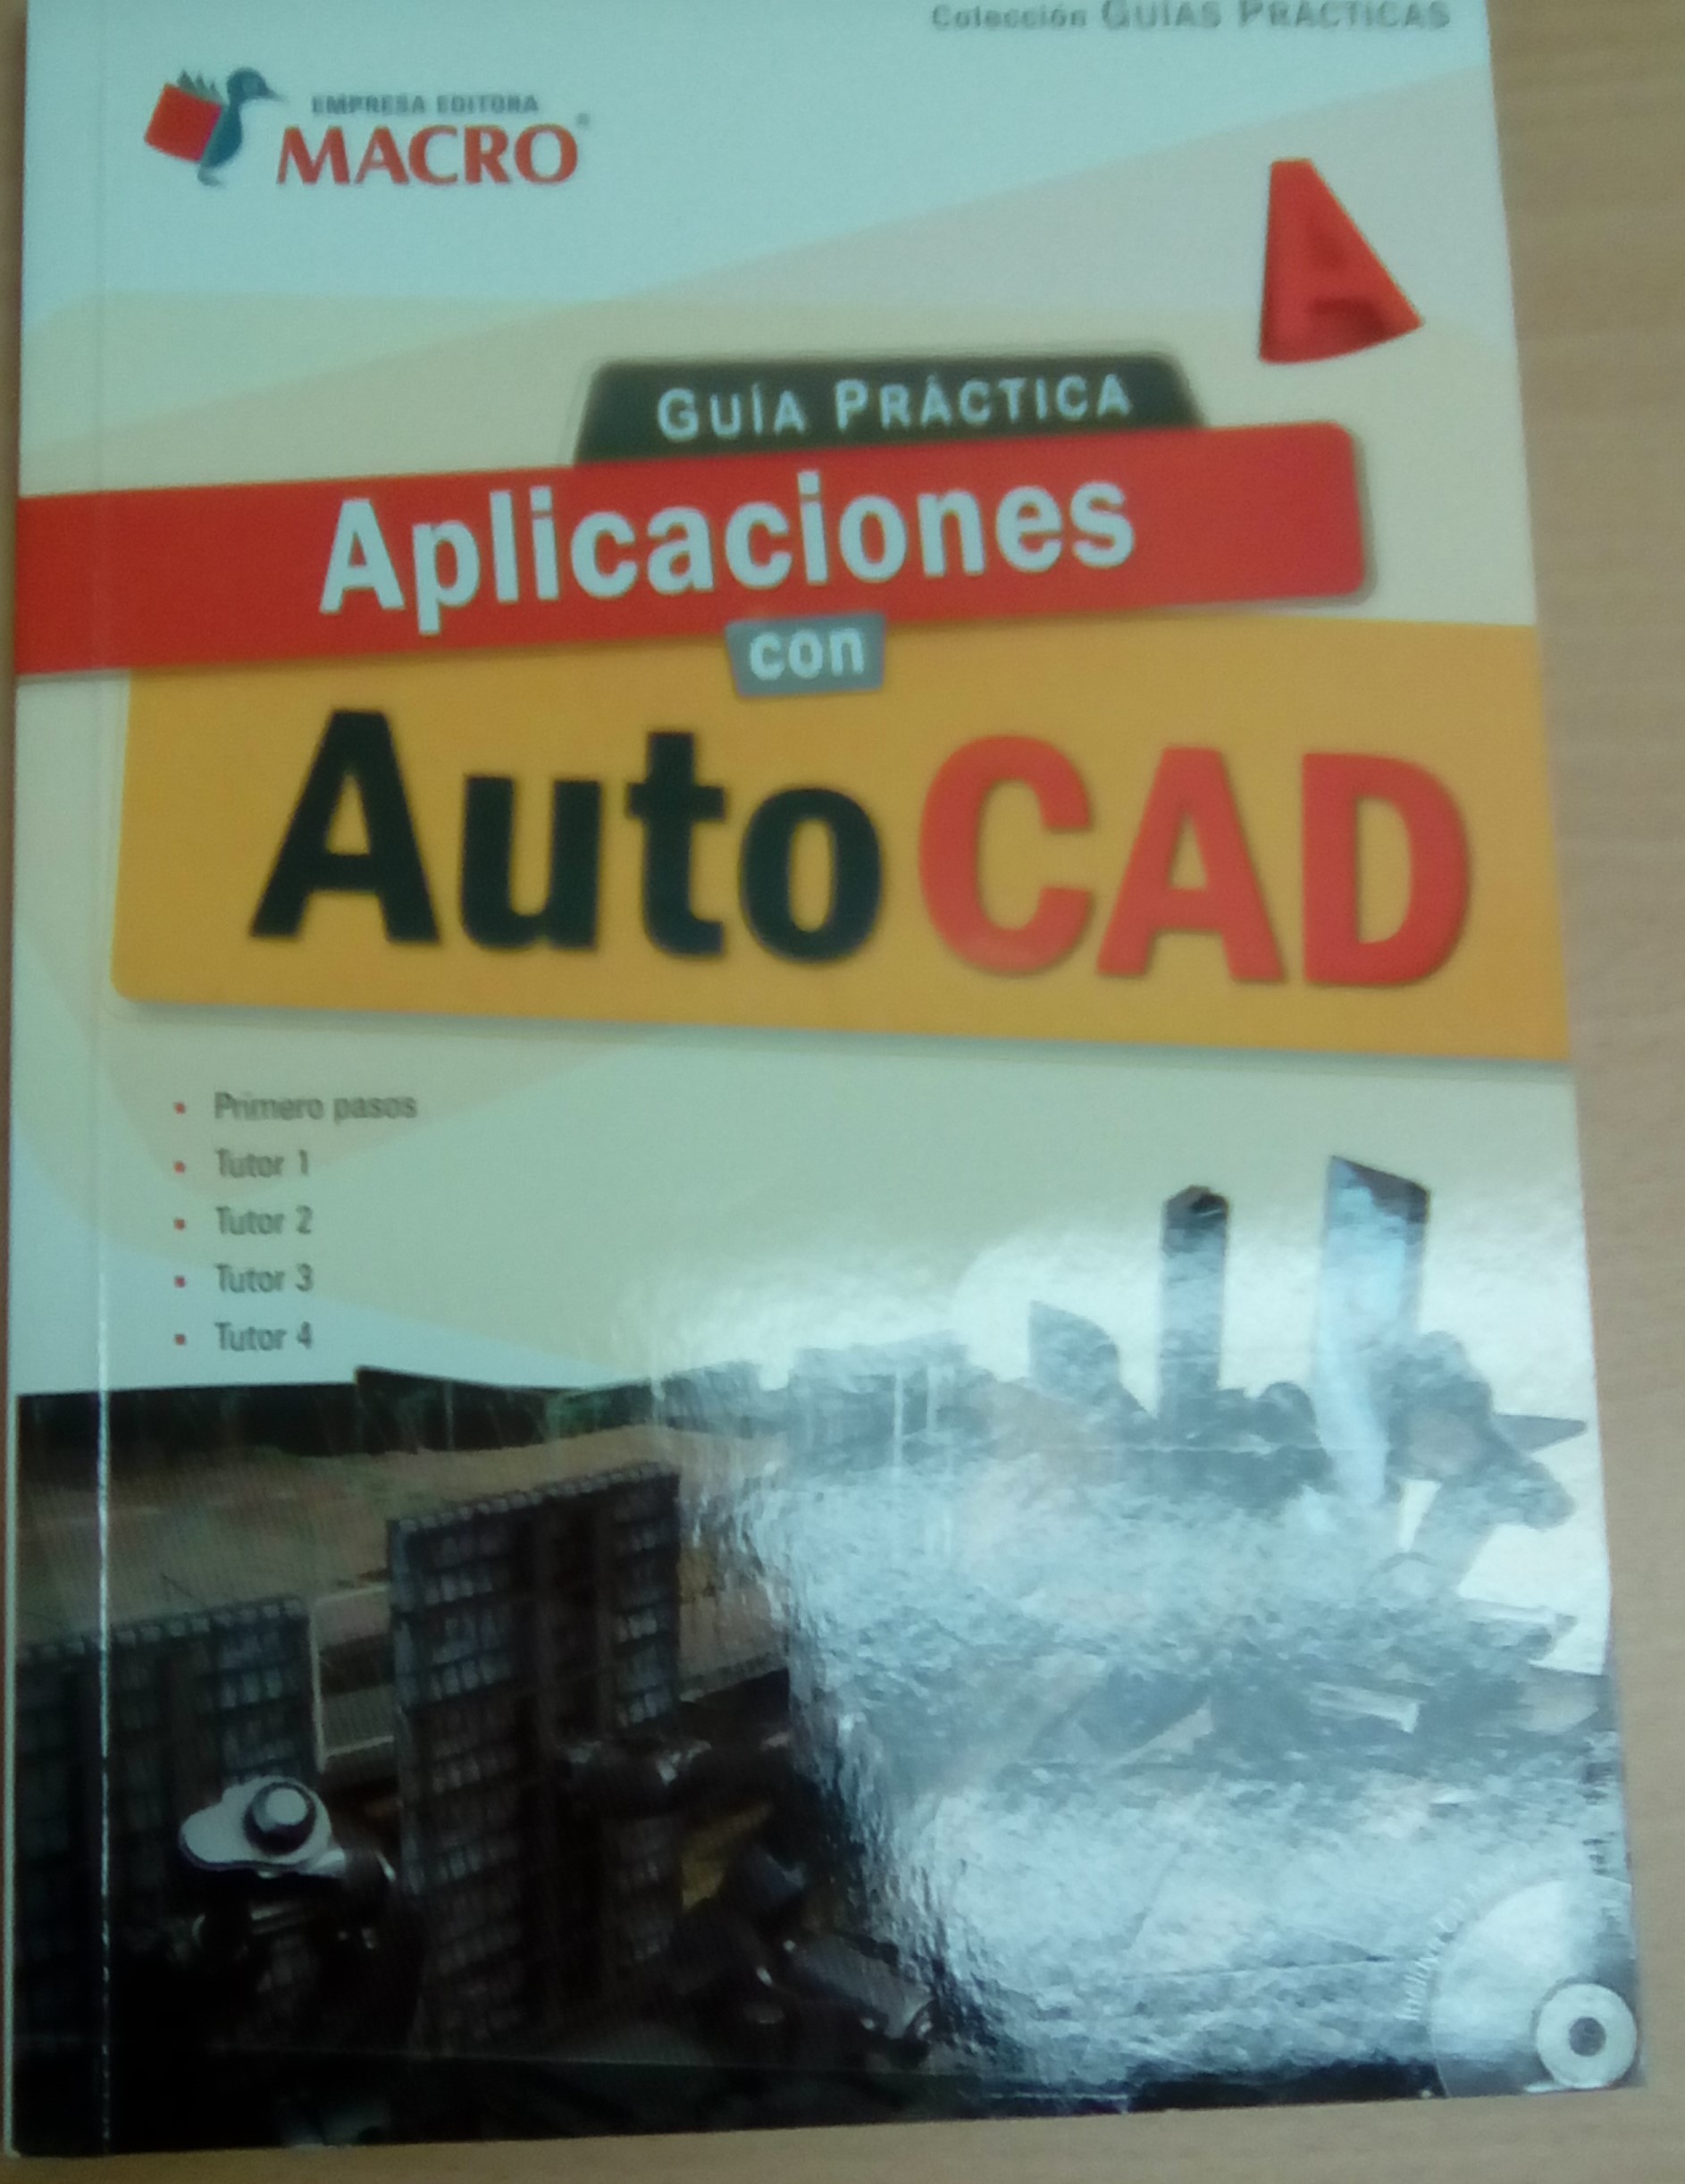 Colección GUÍAS PRÁCTICAS
EMPRESA EDITORA
MACRO®
GUÍA PRÁCTICA
Aplicaciones
con
AutoCAD
• Primero pasos
• Tutor 1
• Tutor 2
• Tutor 3
• Tutor 4